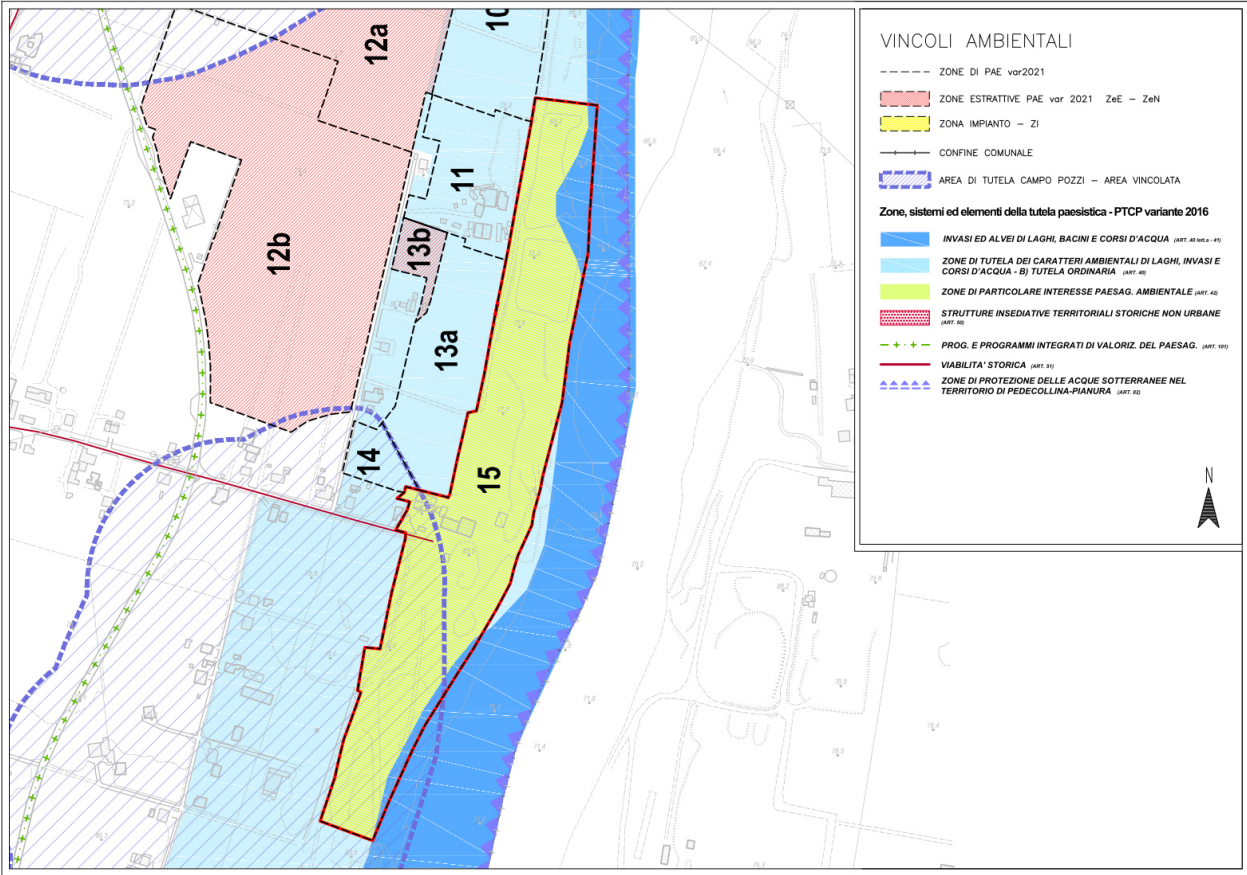 VINCOLI AMBIENTALI
ZONE DI PAE var2021
ZONE ESTRATTIVE PAE var 2021 ZeE – ZeN
ZONA IMPIANTO – ZI
CONFINE COMUNALE
AREA DI TUTELA CAMPO POZZI – AREA VINCOLATA
Zone, sistemi ed elementi della tutela paesistica - PTCP variante 2016
INVASI ED ALVEI DI LAGHI, BACINI E CORSI D'ACQUA (ART. 40 lett.a - 41)
ZONE DI TUTELA DEI CARATTERI AMBIENTALI DI LAGHI, INVASI E
CORSI D'ACQUA - B) TUTELA ORDINARIA (ART. 40)
ZONE DI PARTICOLARE INTERESSE PAESAG. AMBIENTALE (ART. 42)
STRUTTURE INSEDIATIVE TERRITORIALI STORICHE NON URBANE
(ART. 50)
PROG. E PROGRAMMI INTEGRATI DI VALORIZ. DEL PAESAG. (ART. 101)
VIABILITA' STORICA (ART. 51)
ZONE DI PROTEZIONE DELLE ACQUE SOTTERRANEE NEL
TERRITORIO DI PEDECOLLINA-PIANURA (ART. 82)
N
10
12a
11
13b
12b
13a
14
15